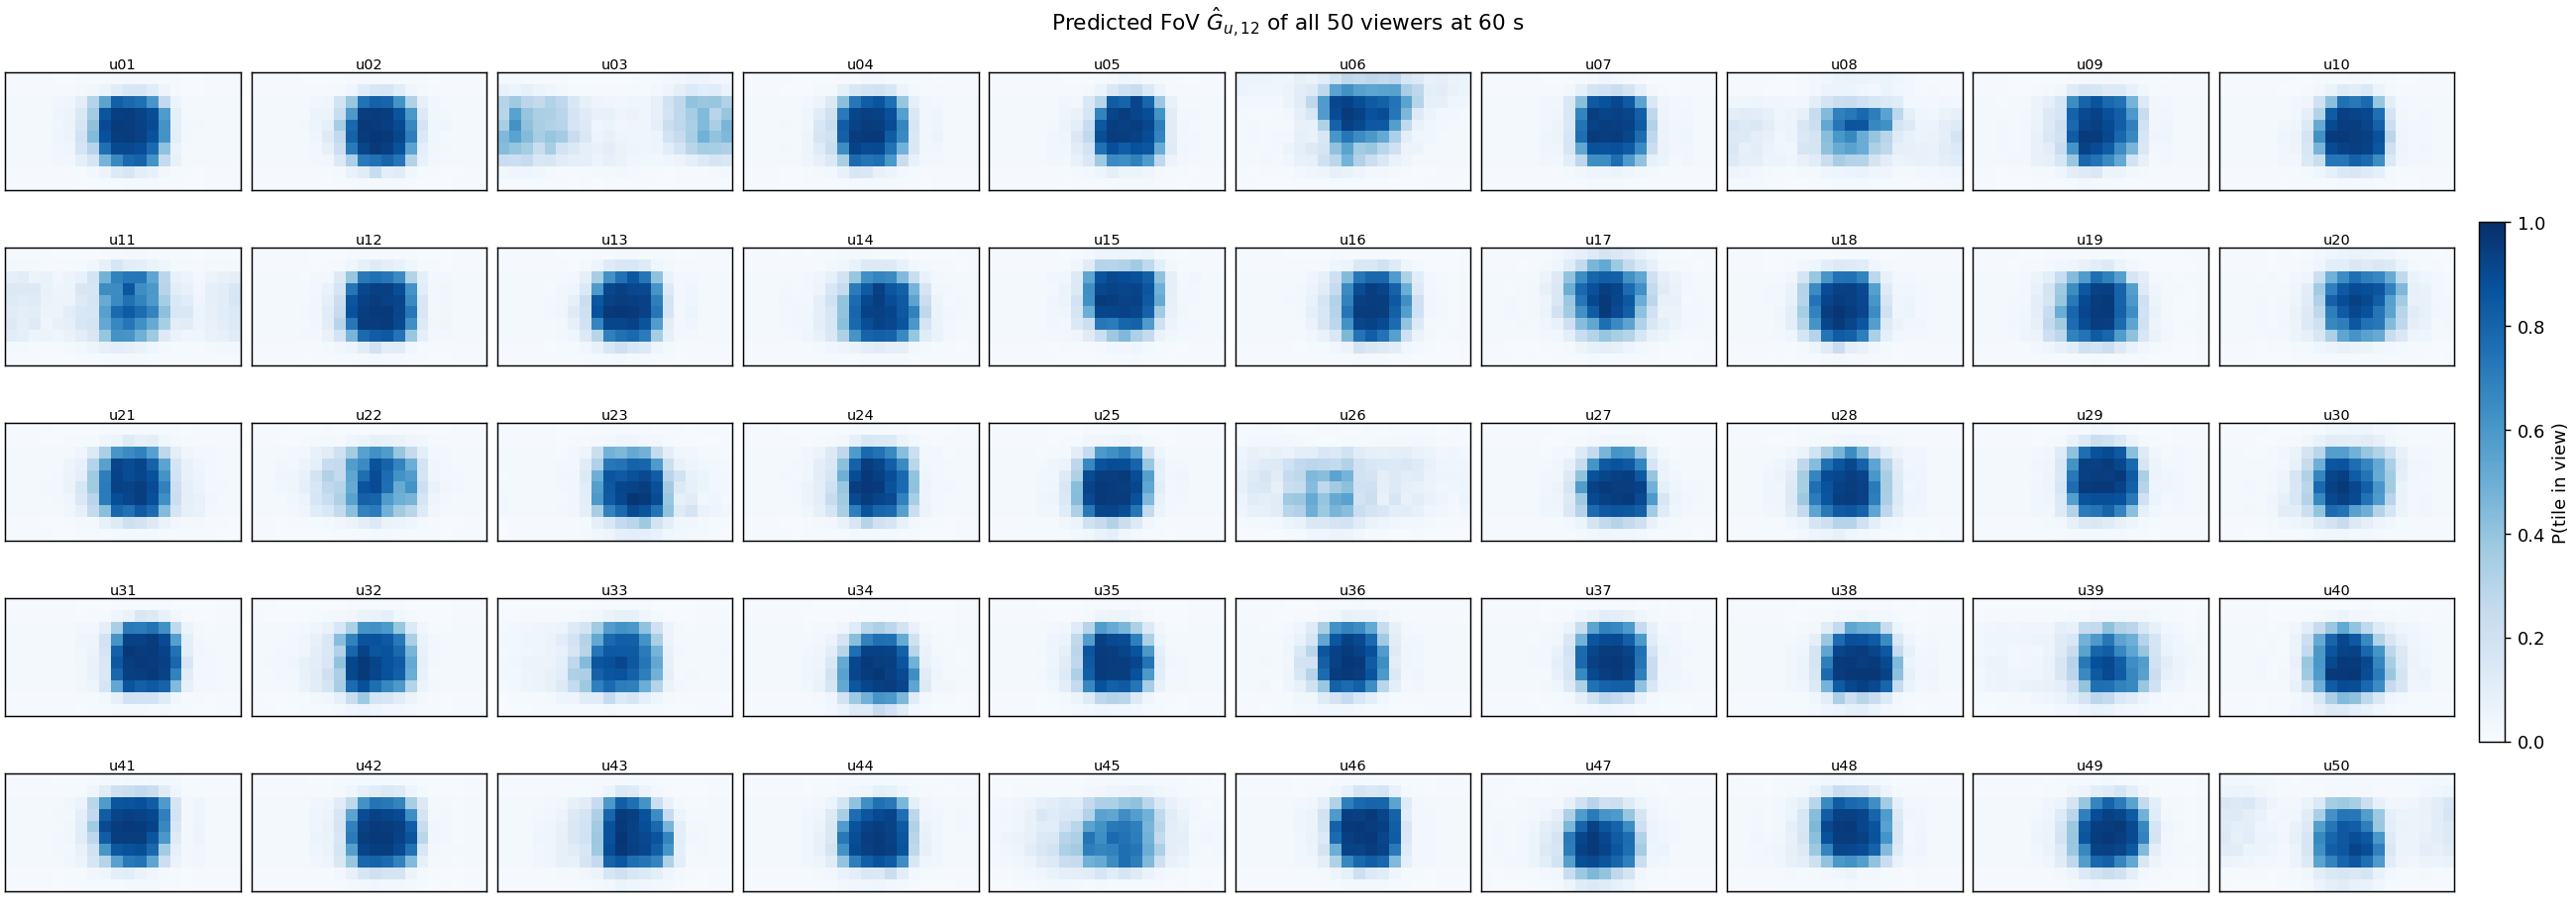 Predicted FoV Ĝ_{u,12} of all 50 viewers at 60 s
u01 u02 u03 u04 u05 u06 u07 u08 u09 u10
u11 u12 u13 u14 u15 u16 u17 u18 u19 u20
u21 u22 u23 u24 u25 u26 u27 u28 u29 u30
u31 u32 u33 u34 u35 u36 u37 u38 u39 u40
u41 u42 u43 u44 u45 u46 u47 u48 u49 u50
1.0
0.8
0.6
0.4
0.2
0.0
P(tile in view)